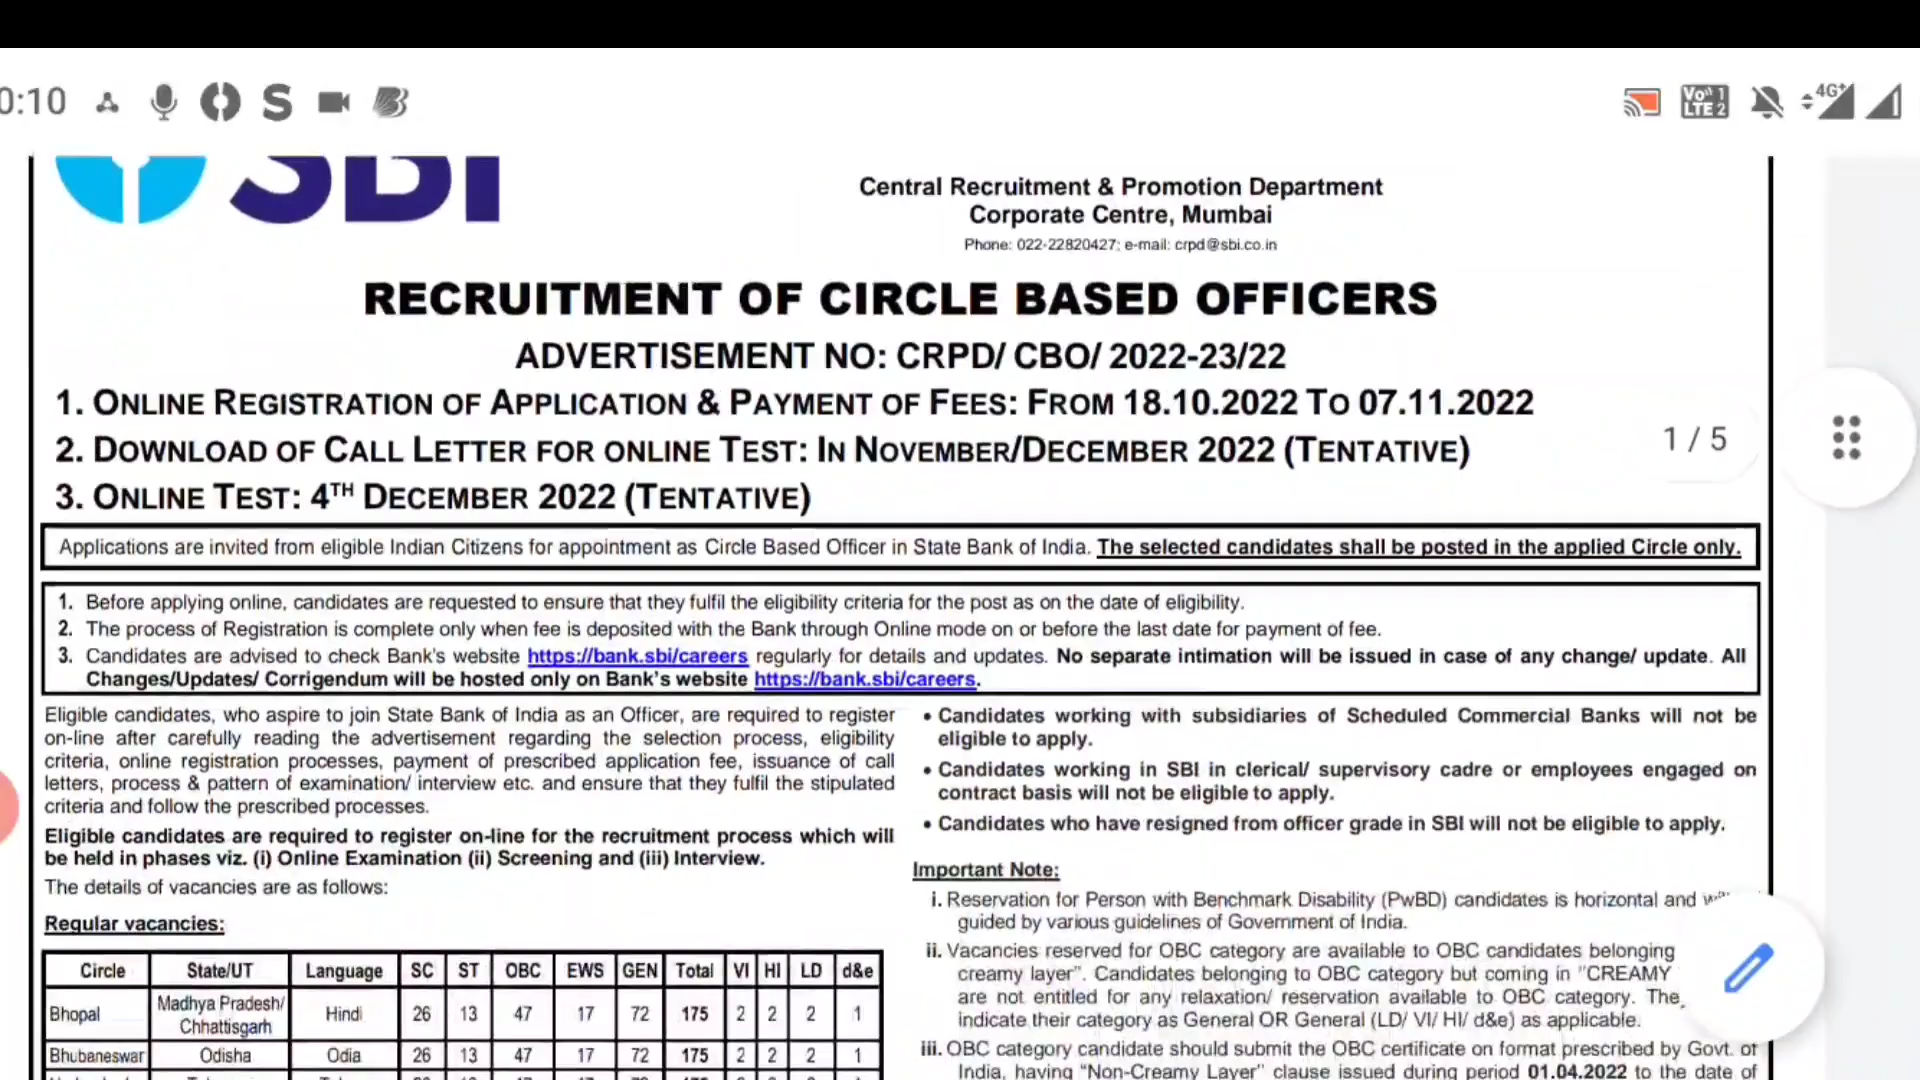 0:10
Vo)) 1
LTE 2
4G+
SBI
Central Recruitment & Promotion Department
Corporate Centre, Mumbai
Phone: 022-22820427; e-mail: crpd@sbi.co.in
RECRUITMENT OF CIRCLE BASED OFFICERS
ADVERTISEMENT NO: CRPD/ CBO/ 2022-23/22
1. ONLINE REGISTRATION OF APPLICATION & PAYMENT OF FEES: FROM 18.10.2022 TO 07.11.2022
2. DOWNLOAD OF CALL LETTER FOR ONLINE TEST: IN NOVEMBER/DECEMBER 2022 (TENTATIVE)
1 / 5
3. ONLINE TEST: 4TH DECEMBER 2022 (TENTATIVE)
Applications are invited from eligible Indian Citizens for appointment as Circle Based Officer in State Bank of India. The selected candidates shall be posted in the applied Circle only.
1. Before applying online, candidates are requested to ensure that they fulfil the eligibility criteria for the post as on the date of eligibility.
2. The process of Registration is complete only when fee is deposited with the Bank through Online mode on or before the last date for payment of fee.
3. Candidates are advised to check Bank's website https://bank.sbi/careers regularly for details and updates. No separate intimation will be issued in case of any change/ update. All
Changes/Updates/ Corrigendum will be hosted only on Bank's website https://bank.sbi/careers.
Eligible candidates, who aspire to join State Bank of India as an Officer, are required to register
on-line after carefully reading the advertisement regarding the selection process, eligibility
criteria, online registration processes, payment of prescribed application fee, issuance of call
letters, process & pattern of examination/ interview etc. and ensure that they fulfil the stipulated
criteria and follow the prescribed processes.
Eligible candidates are required to register on-line for the recruitment process which will
be held in phases viz. (i) Online Examination (ii) Screening and (iii) Interview.
The details of vacancies are as follows:
Regular vacancies:
Circle State/UT Language SC ST OBC EWS GEN Total VI HI LD d&e
Bhopal Madhya Pradesh/ Chhattisgarh Hindi 26 13 47 17 72 175 2 2 2 1
Bhubaneswar Odisha Odia 26 13 47 17 72 175 2 2 2 1
• Candidates working with subsidiaries of Scheduled Commercial Banks will not be
eligible to apply.
• Candidates working in SBI in clerical/ supervisory cadre or employees engaged on
contract basis will not be eligible to apply.
• Candidates who have resigned from officer grade in SBI will not be eligible to apply.
Important Note:
i. Reservation for Person with Benchmark Disability (PwBD) candidates is horizontal and
guided by various guidelines of Government of India.
ii. Vacancies reserved for OBC category are available to OBC candidates belonging
creamy layer". Candidates belonging to OBC category but coming in "CREAMY
are not entitled for any relaxation/ reservation available to OBC category. The
indicate their category as General OR General (LD/ VI/ HI/ d&e) as applicable.
iii. OBC category candidate should submit the OBC certificate on format prescribed by Govt. of
India, having "Non-Creamy Layer" clause issued during period 01.04.2022 to the date of